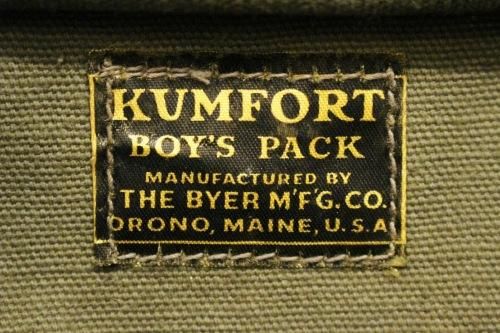 KUMFORT
BOY'S PACK
MANUFACTURED BY
THE BYER M'F'G. CO.
ORONO, MAINE, U.S.A